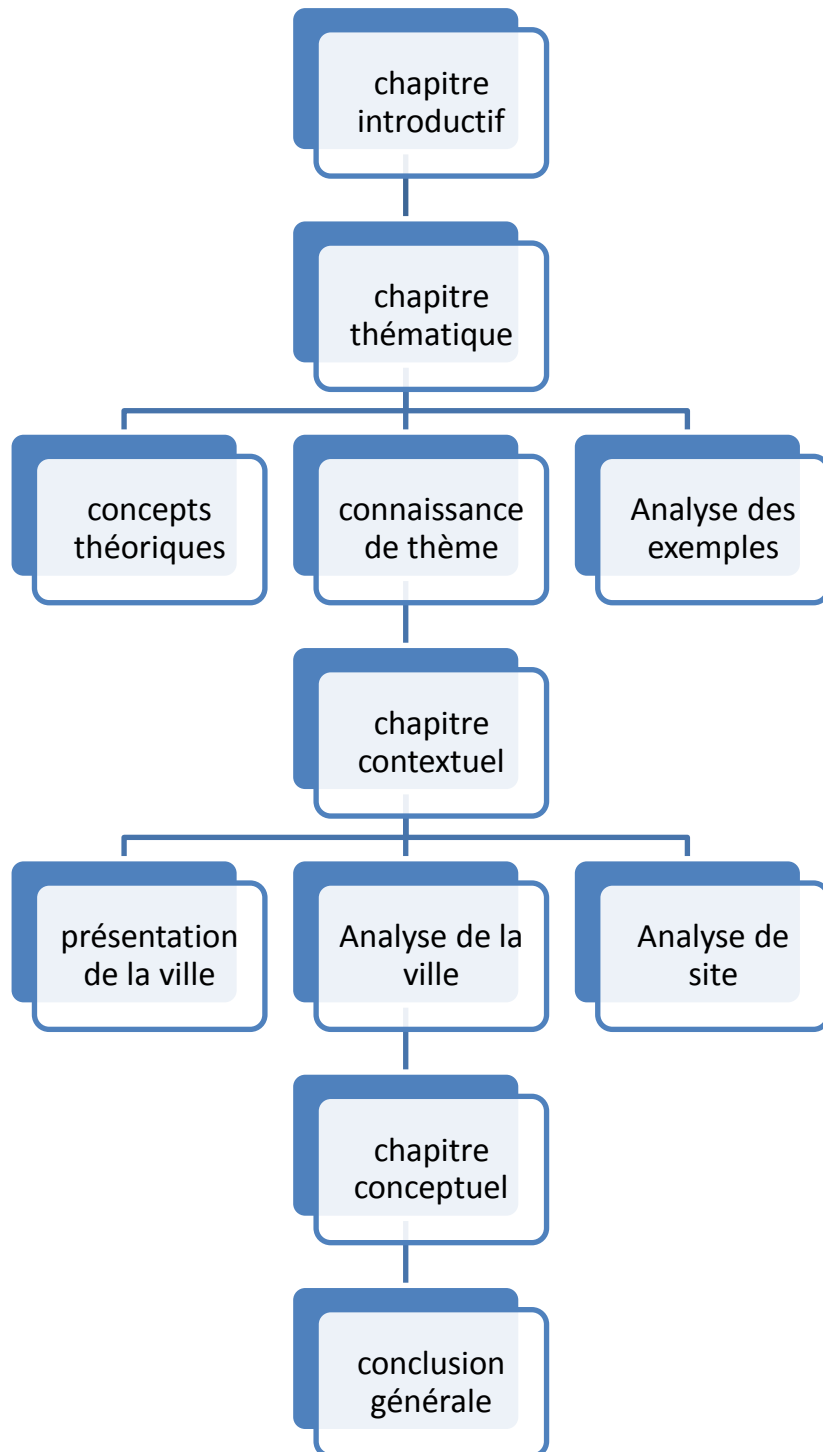 chapitre
introductif
chapitre
thématique
concepts
théoriques
connaissance
de thème
Analyse des
exemples
chapitre
contextuel
présentation
de la ville
Analyse de la
ville
Analyse de
site
chapitre
conceptuel
conclusion
générale